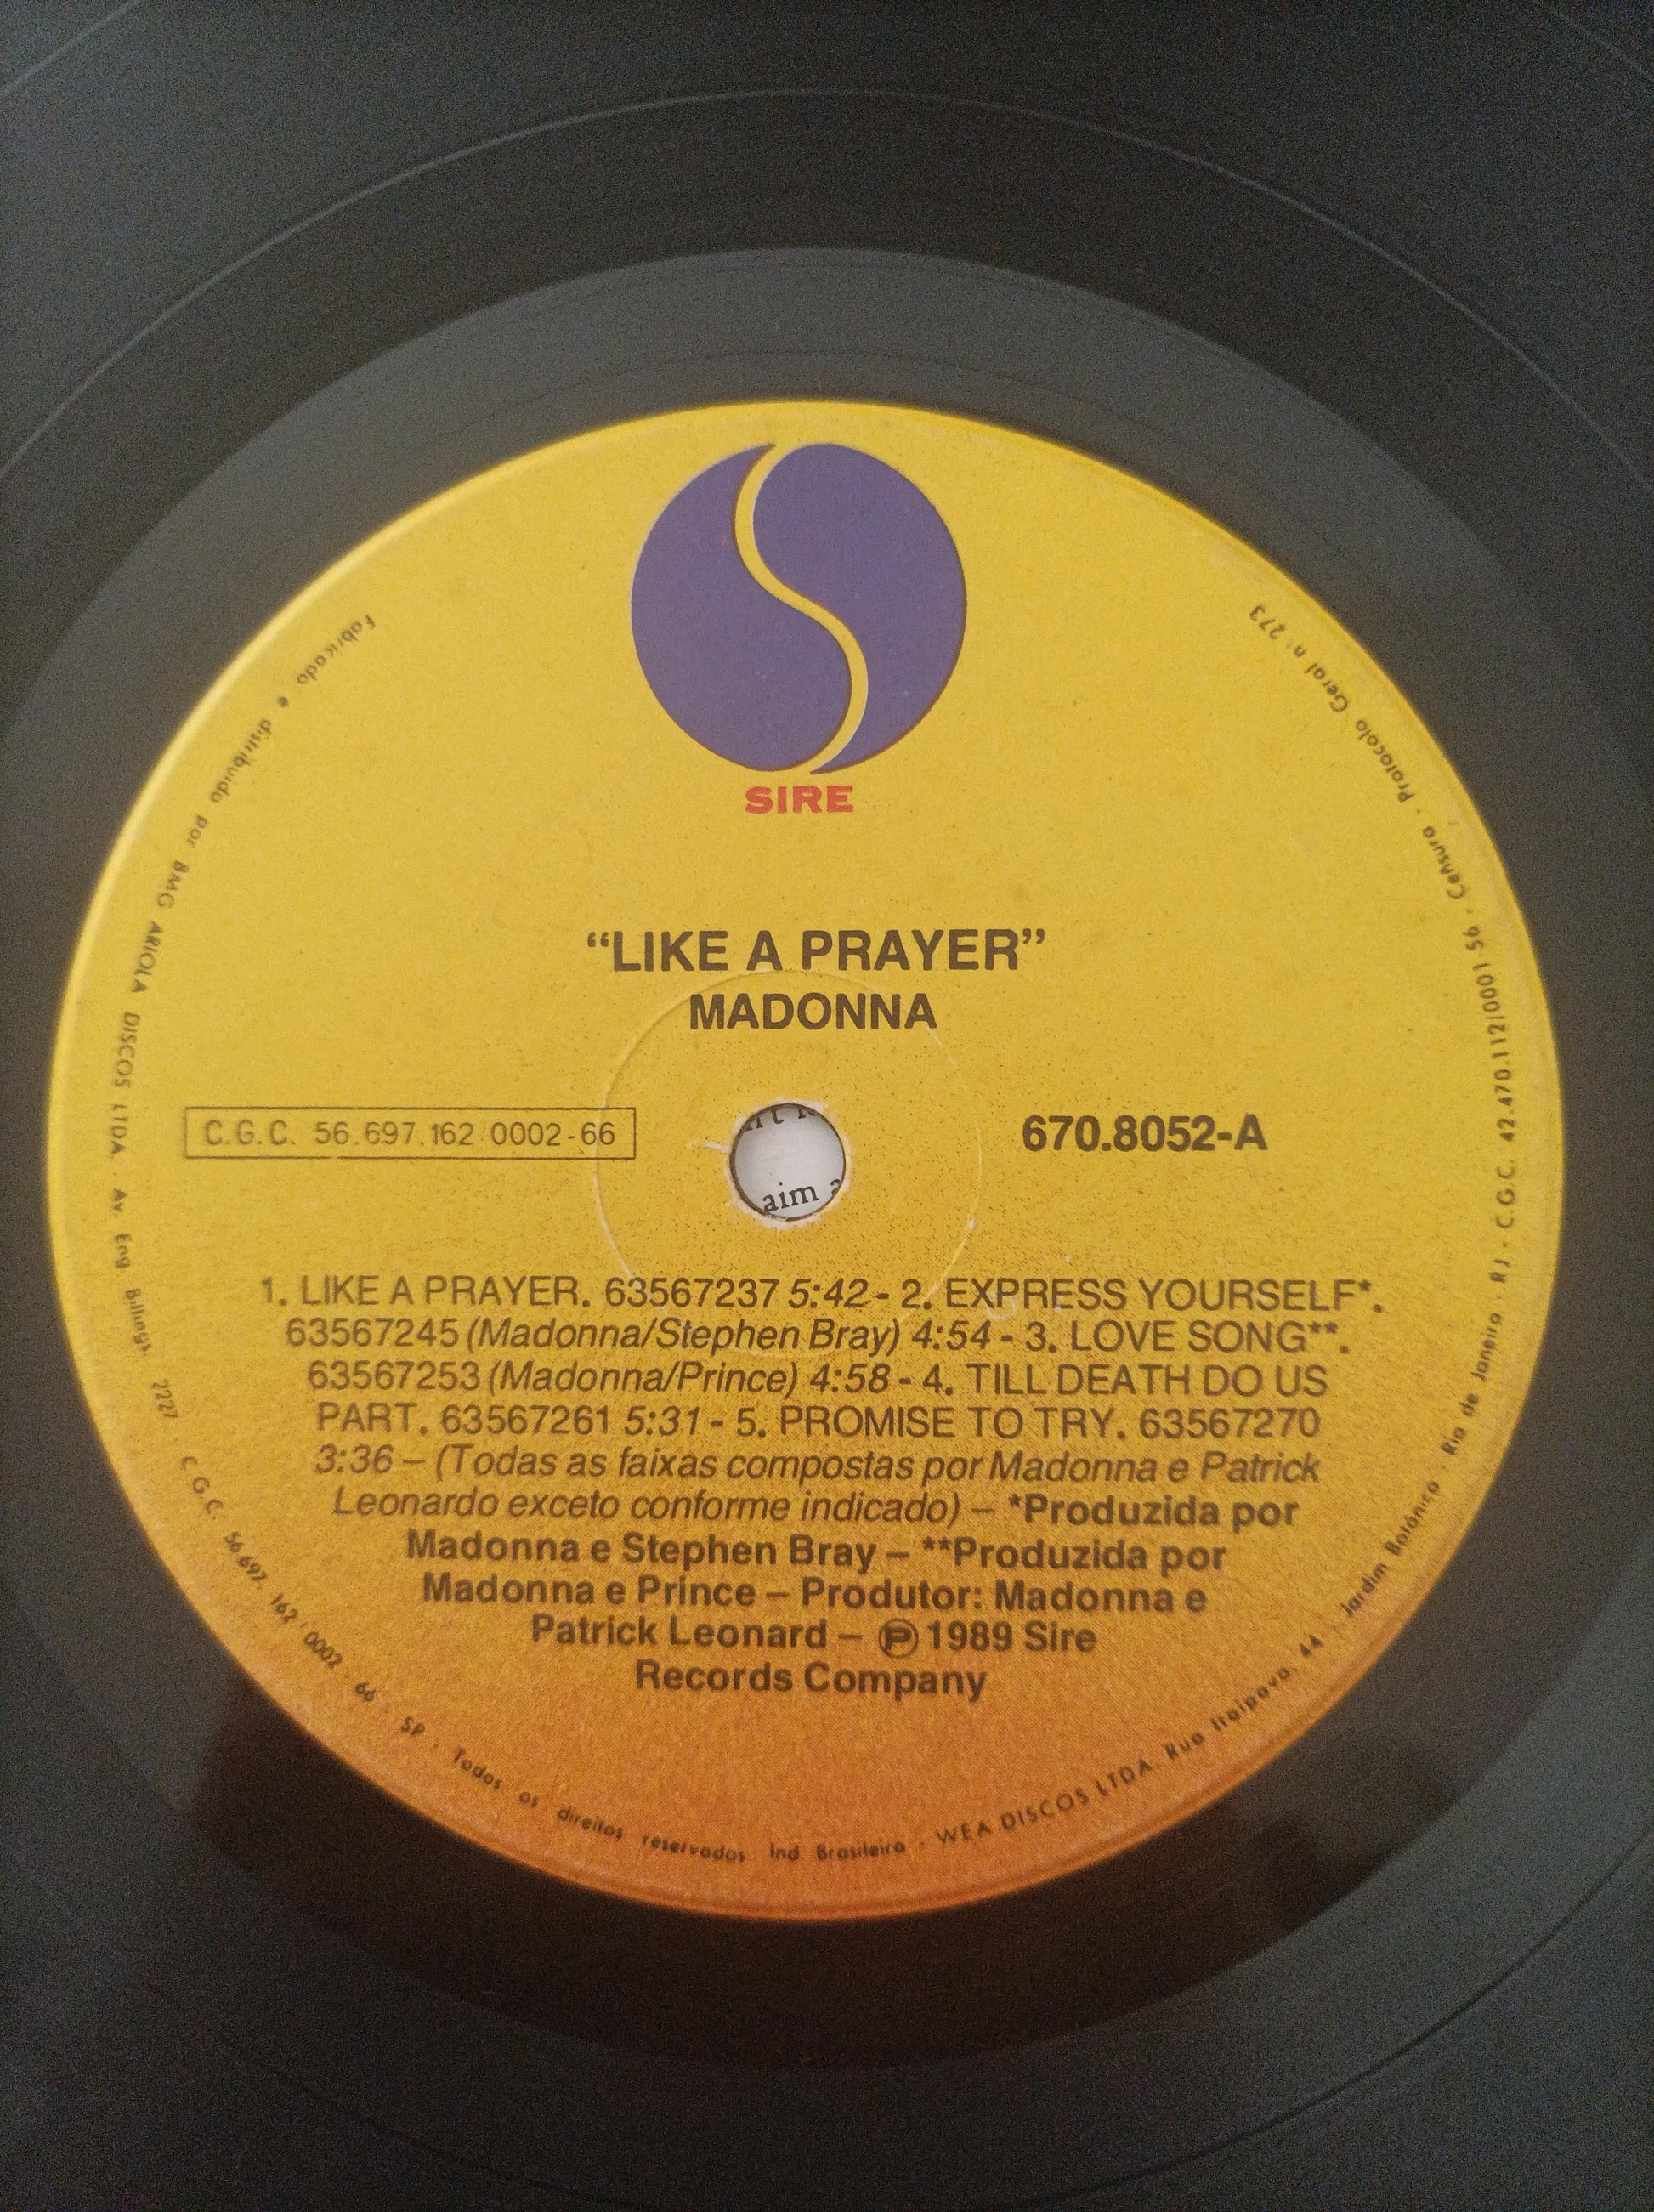 SIRE
“LIKE A PRAYER”
MADONNA
C.G.C. 56.697.162 0002-66
670.8052-A
1. LIKE A PRAYER. 63567237 5:42 - 2. EXPRESS YOURSELF*.
63567245 (Madonna/Stephen Bray) 4:54 - 3. LOVE SONG**.
63567253 (Madonna/Prince) 4:58 - 4. TILL DEATH DO US
PART. 63567261 5:31 - 5. PROMISE TO TRY. 63567270
3:36 – (Todas as faixas compostas por Madonna e Patrick
Leonardo exceto conforme indicado) – *Produzida por
Madonna e Stephen Bray – **Produzida por
Madonna e Prince – Produtor: Madonna e
Patrick Leonard – Ⓟ 1989 Sire
Records Company
Fabricado e distribuido por BMG ARIOLA DISCOS LTDA. Av. Eng. Billings 2227 · C.G.C. 56 697 162 0002 - 66 · SP · Todos os direitos reservados Ind. Brasileira · WEA DISCOS LTDA. Rua Itaipava, 44 · Jardim Botânico · Rio de Janeiro · RJ · C.G.C. 42.470.112/0001 56 · Censura · Protocolo Geral nº 273
aim